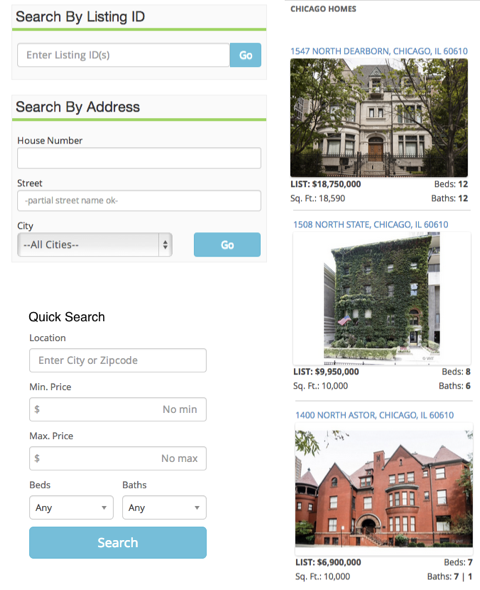 Search By Listing ID
Enter Listing ID(s)
Go
Search By Address
House Number
Street
-partial street name ok-
City
--All Cities--
Go
Quick Search
Location
Enter City or Zipcode
Min. Price
$ No min
Max. Price
$ No max
Beds Baths
Any Any
Search
CHICAGO HOMES
1547 NORTH DEARBORN, CHICAGO, IL 60610
LIST: $18,750,000 Beds: 12
Sq. Ft.: 18,590 Baths: 12
1508 NORTH STATE, CHICAGO, IL 60610
LIST: $9,950,000 Beds: 8
Sq. Ft.: 10,000 Baths: 6
1400 NORTH ASTOR, CHICAGO, IL 60610
LIST: $6,900,000 Beds: 7
Sq. Ft.: 10,000 Baths: 7 | 1